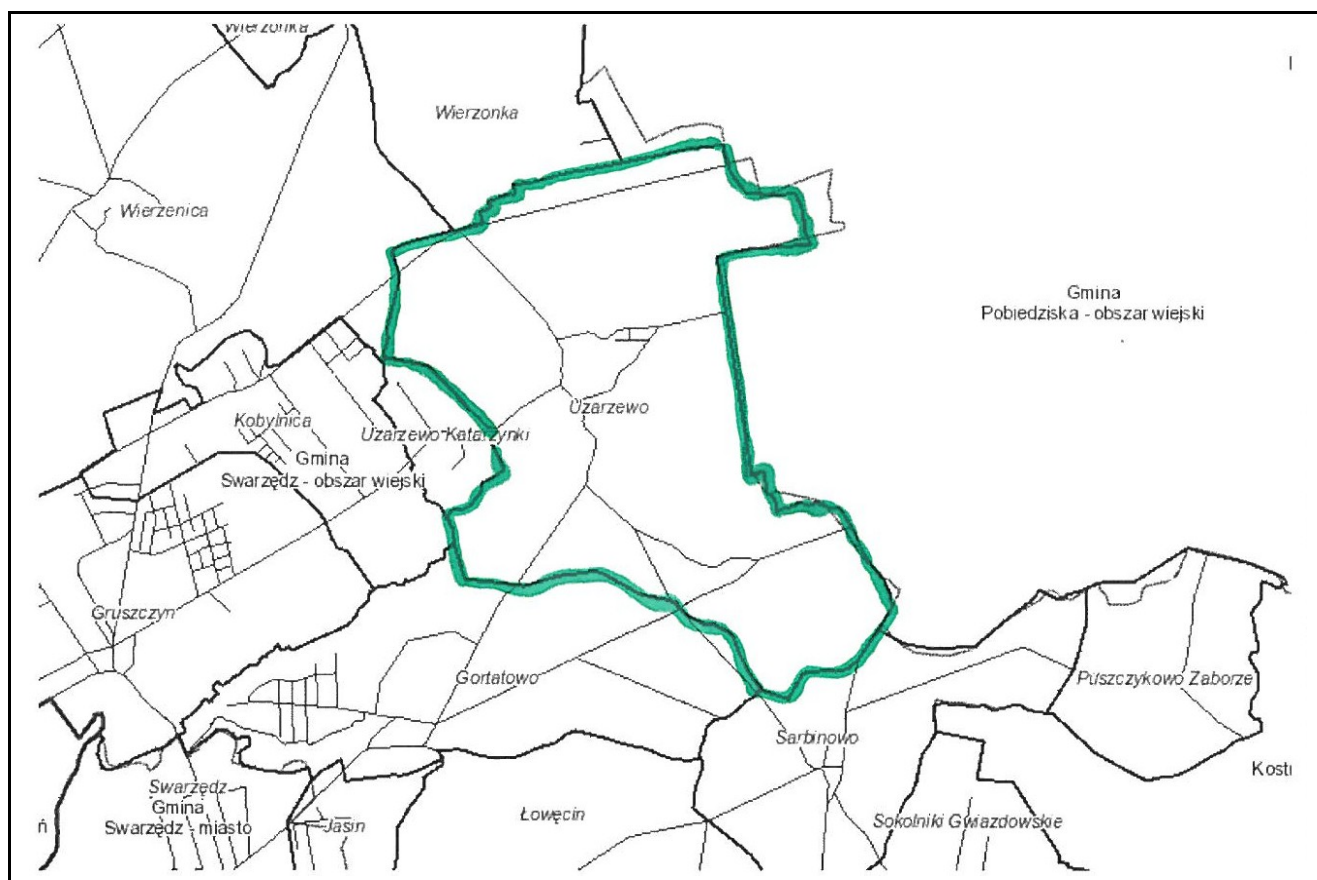 Wierzonka
Wierzonka
Wierzenica
Gmina
Pobiedziska - obszar wiejski
Uzarzewo
Kobylnica
Uzarzewo-Katarzynki
Gmina
Swarzędz - obszar wiejski
Gruszczyn
Gortatowo
Puszczykowo Zaborze
Sarbinowo
Kostr
Swarzędz
Gmina
Swarzędz - miasto
Jasin
Łowęcin
Sokolniki Gwiazdowskie
ń